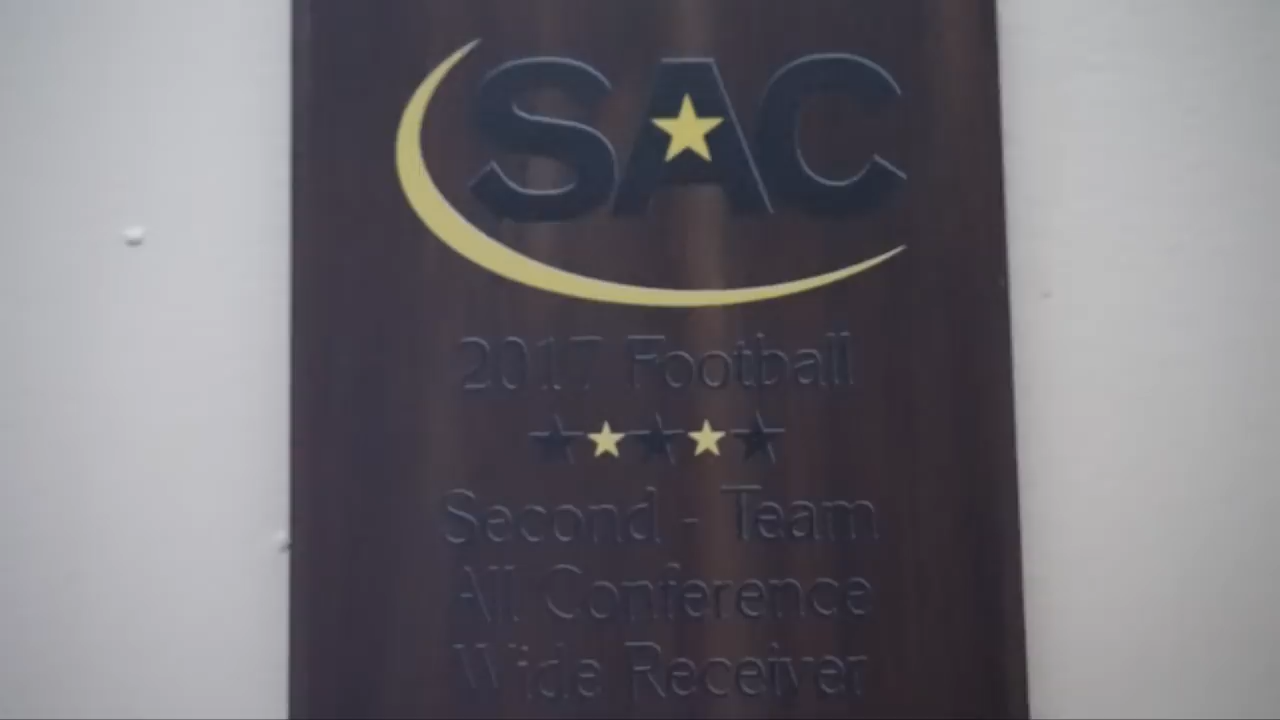 SAC
2017 Football
Second - Team
All Conference
Wide Receiver